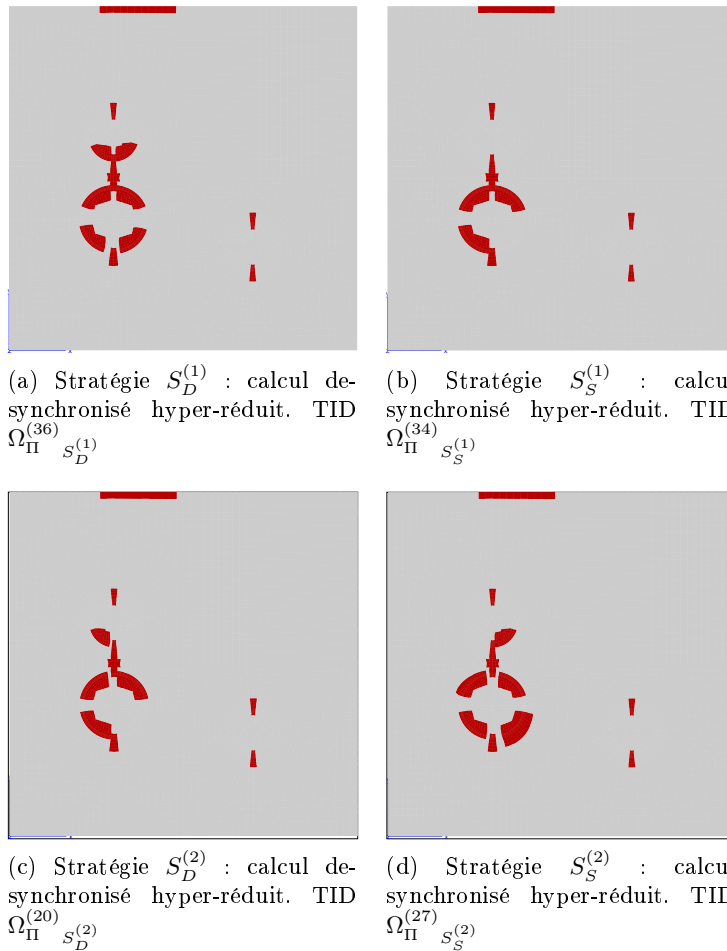 (a) Stratégie $S_D^{(1)}$ : calcul de-
synchronisé hyper-réduit. TID
$\Omega_\Pi^{(36)}{}_{S_D^{(1)}}$
(b) Stratégie $S_S^{(1)}$ : calcu
synchronisé hyper-réduit. TID
$\Omega_\Pi^{(34)}{}_{S_S^{(1)}}$
(c) Stratégie $S_D^{(2)}$ : calcul de-
synchronisé hyper-réduit. TID
$\Omega_\Pi^{(20)}{}_{S_D^{(2)}}$
(d) Stratégie $S_S^{(2)}$ : calcu
synchronisé hyper-réduit. TID
$\Omega_\Pi^{(27)}{}_{S_S^{(2)}}$